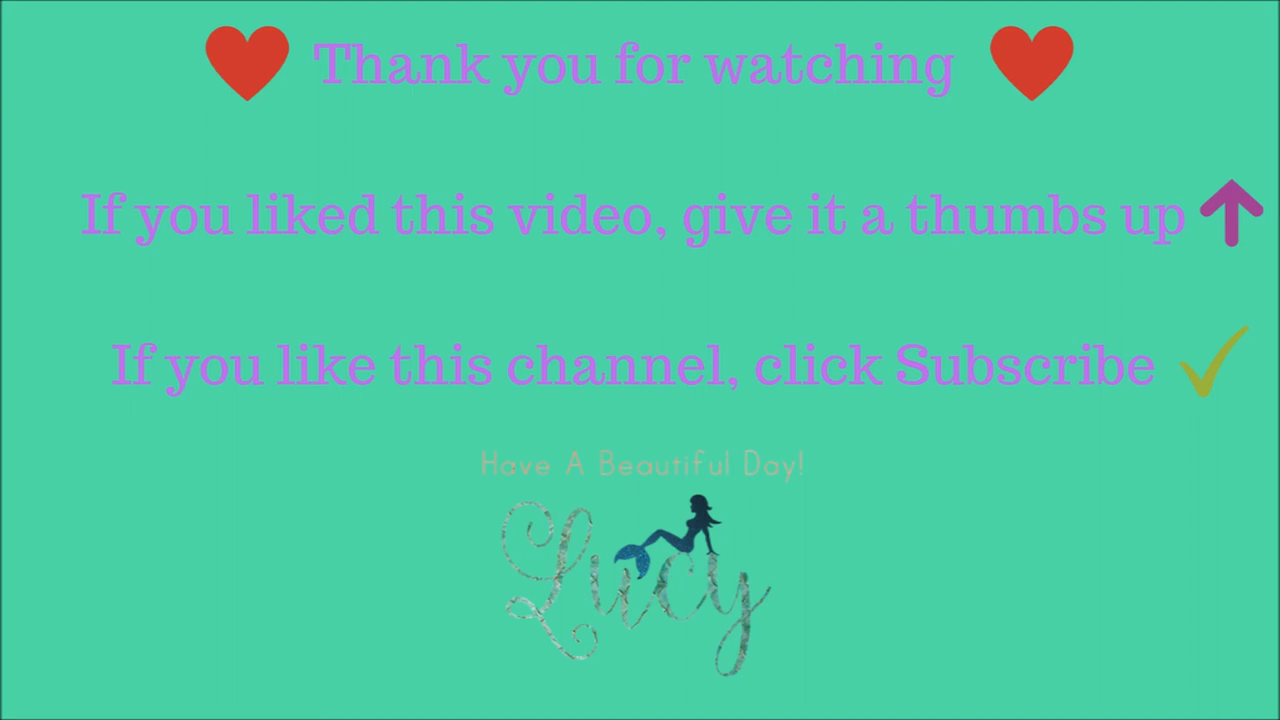 Thank you for watching
If you liked this video, give it a thumbs up
If you like this channel, click Subscribe
Have A Beautiful Day!
Lucy